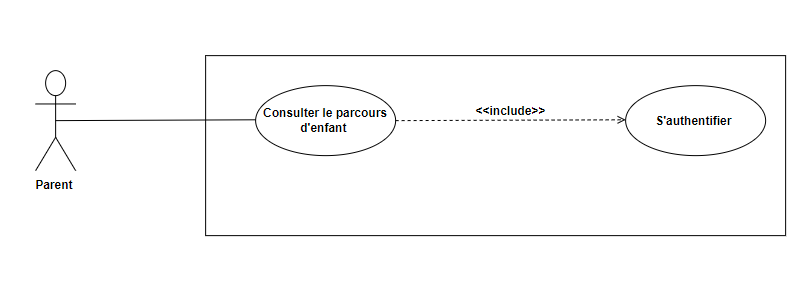 Consulter le parcours
d'enfant
<<include>>
S'authentifier
Parent